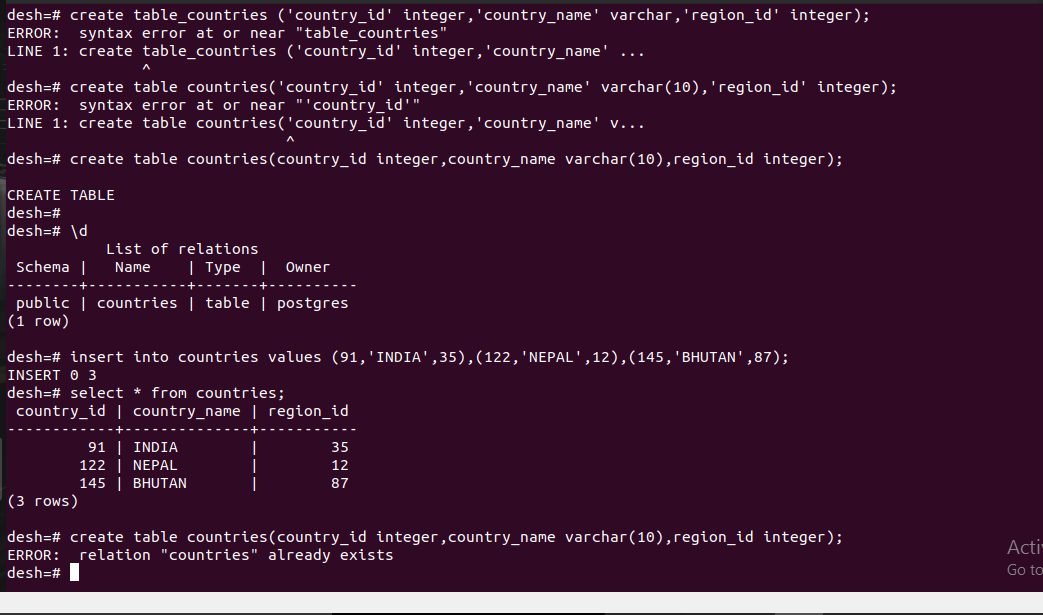 desh=# create table_countries ('country_id' integer,'country_name' varchar,'region_id' integer);
ERROR:  syntax error at or near "table_countries"
LINE 1: create table_countries ('country_id' integer,'country_name' ...
               ^
desh=# create table countries('country_id' integer,'country_name' varchar(10),'region_id' integer);
ERROR:  syntax error at or near "'country_id'"
LINE 1: create table countries('country_id' integer,'country_name' v...
                               ^
desh=# create table countries(country_id integer,country_name varchar(10),region_id integer);
CREATE TABLE
desh=#
desh=# \d
           List of relations
 Schema |   Name    | Type  |  Owner
--------+-----------+-------+----------
 public | countries | table | postgres
(1 row)
desh=# insert into countries values (91,'INDIA',35),(122,'NEPAL',12),(145,'BHUTAN',87);
INSERT 0 3
desh=# select * from countries;
 country_id | country_name | region_id
------------+--------------+-----------
         91 | INDIA        |        35
        122 | NEPAL        |        12
        145 | BHUTAN       |        87
(3 rows)
desh=# create table countries(country_id integer,country_name varchar(10),region_id integer);
ERROR:  relation "countries" already exists
desh=#
Acti
Go to